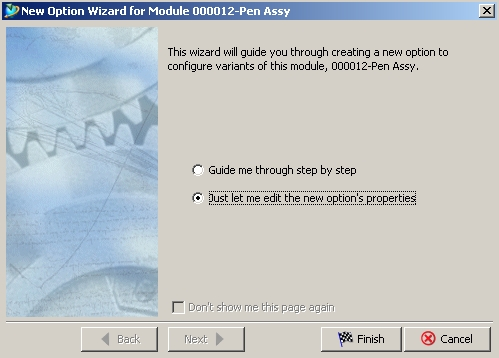 New Option Wizard for Module 000012-Pen Assy
This wizard will guide you through creating a new option to
configure variants of this module, 000012-Pen Assy.
Guide me through step by step
Just let me edit the new option's properties
Don't show me this page again
Back Next Finish Cancel